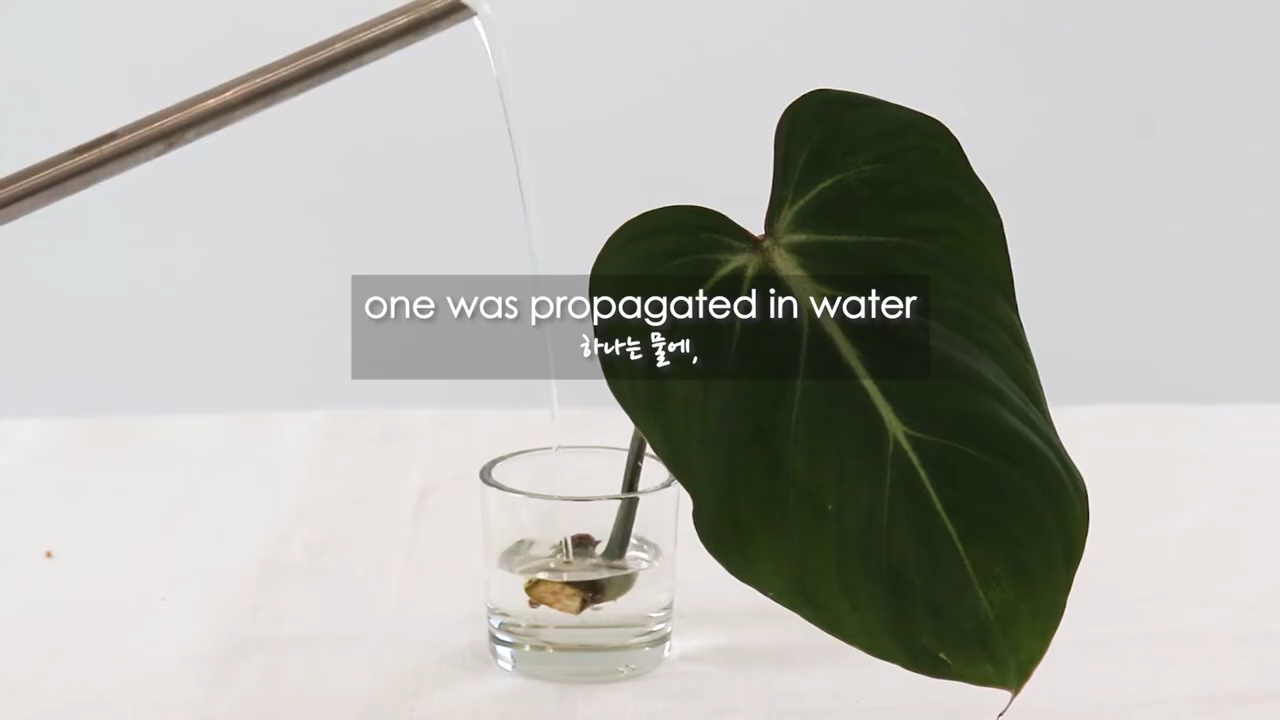 one was propagated in water
하나는 물에,